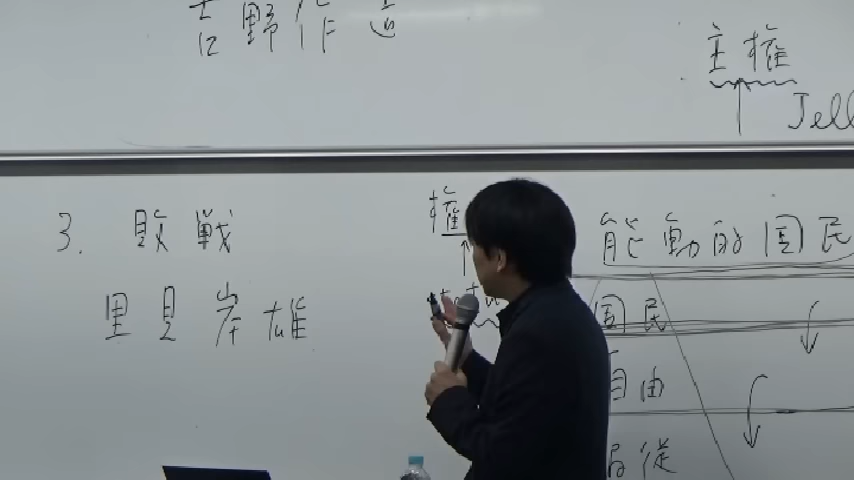 吉野作造
主権
Jell
3. 敗戦
里見岸雄
権
能動的国民
国民
自由
従